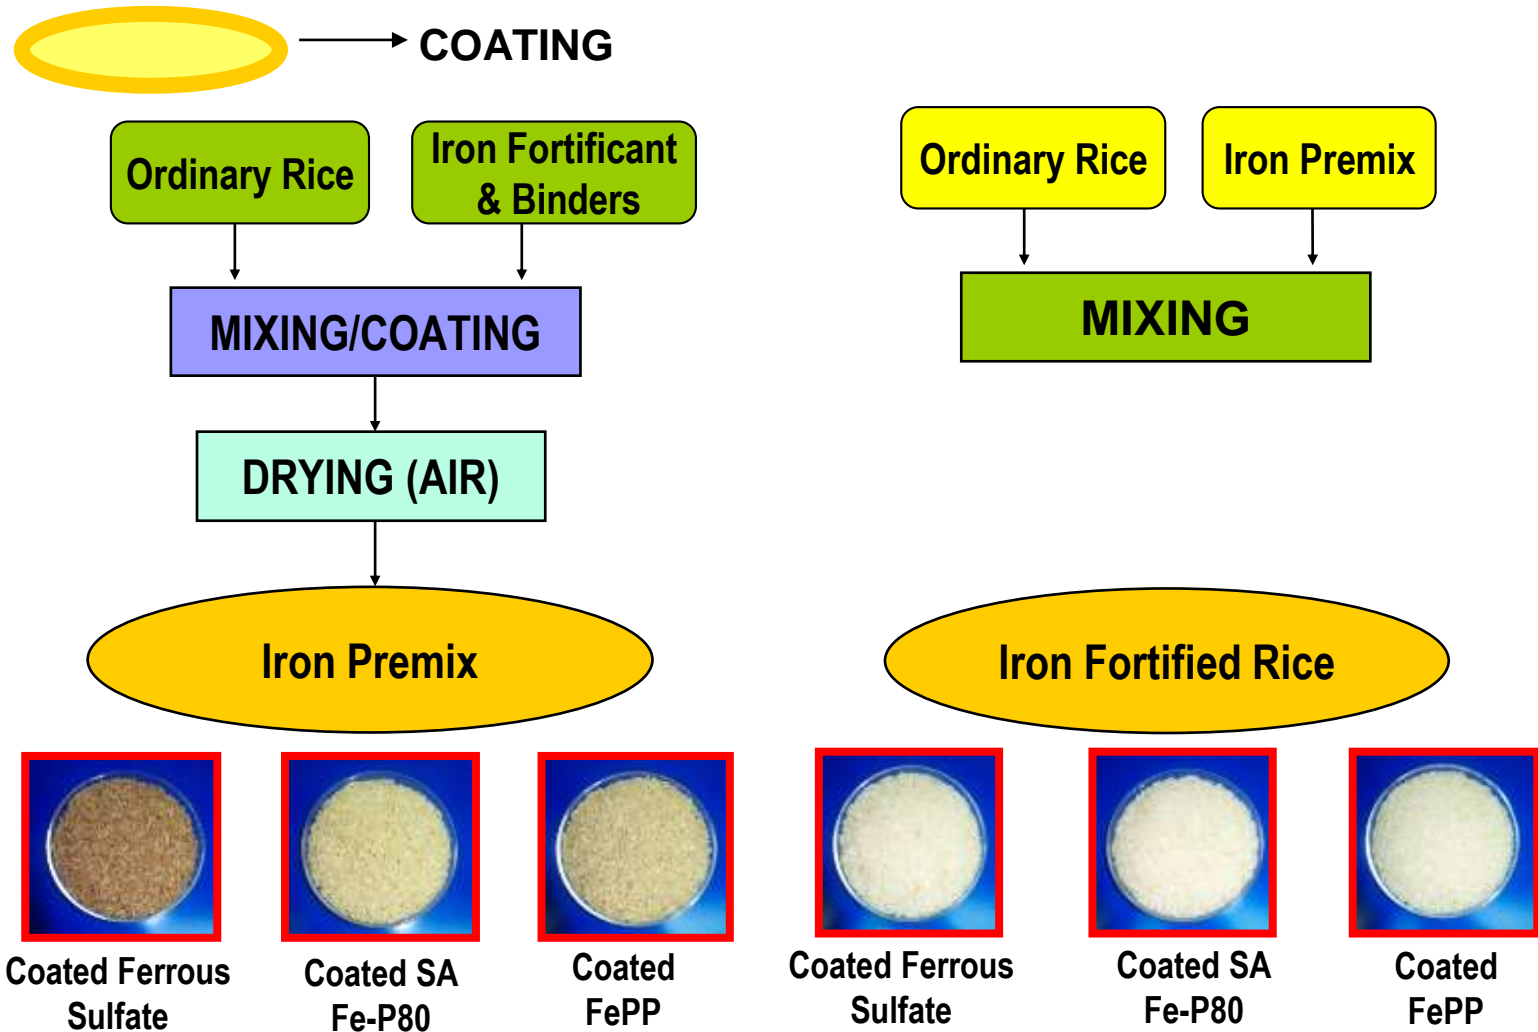 COATING
Ordinary Rice
Iron Fortificant
& Binders
MIXING/COATING
DRYING (AIR)
Iron Premix
Coated Ferrous
Sulfate
Coated SA
Fe-P80
Coated
FePP
Ordinary Rice
Iron Premix
MIXING
Iron Fortified Rice
Coated Ferrous
Sulfate
Coated SA
Fe-P80
Coated
FePP